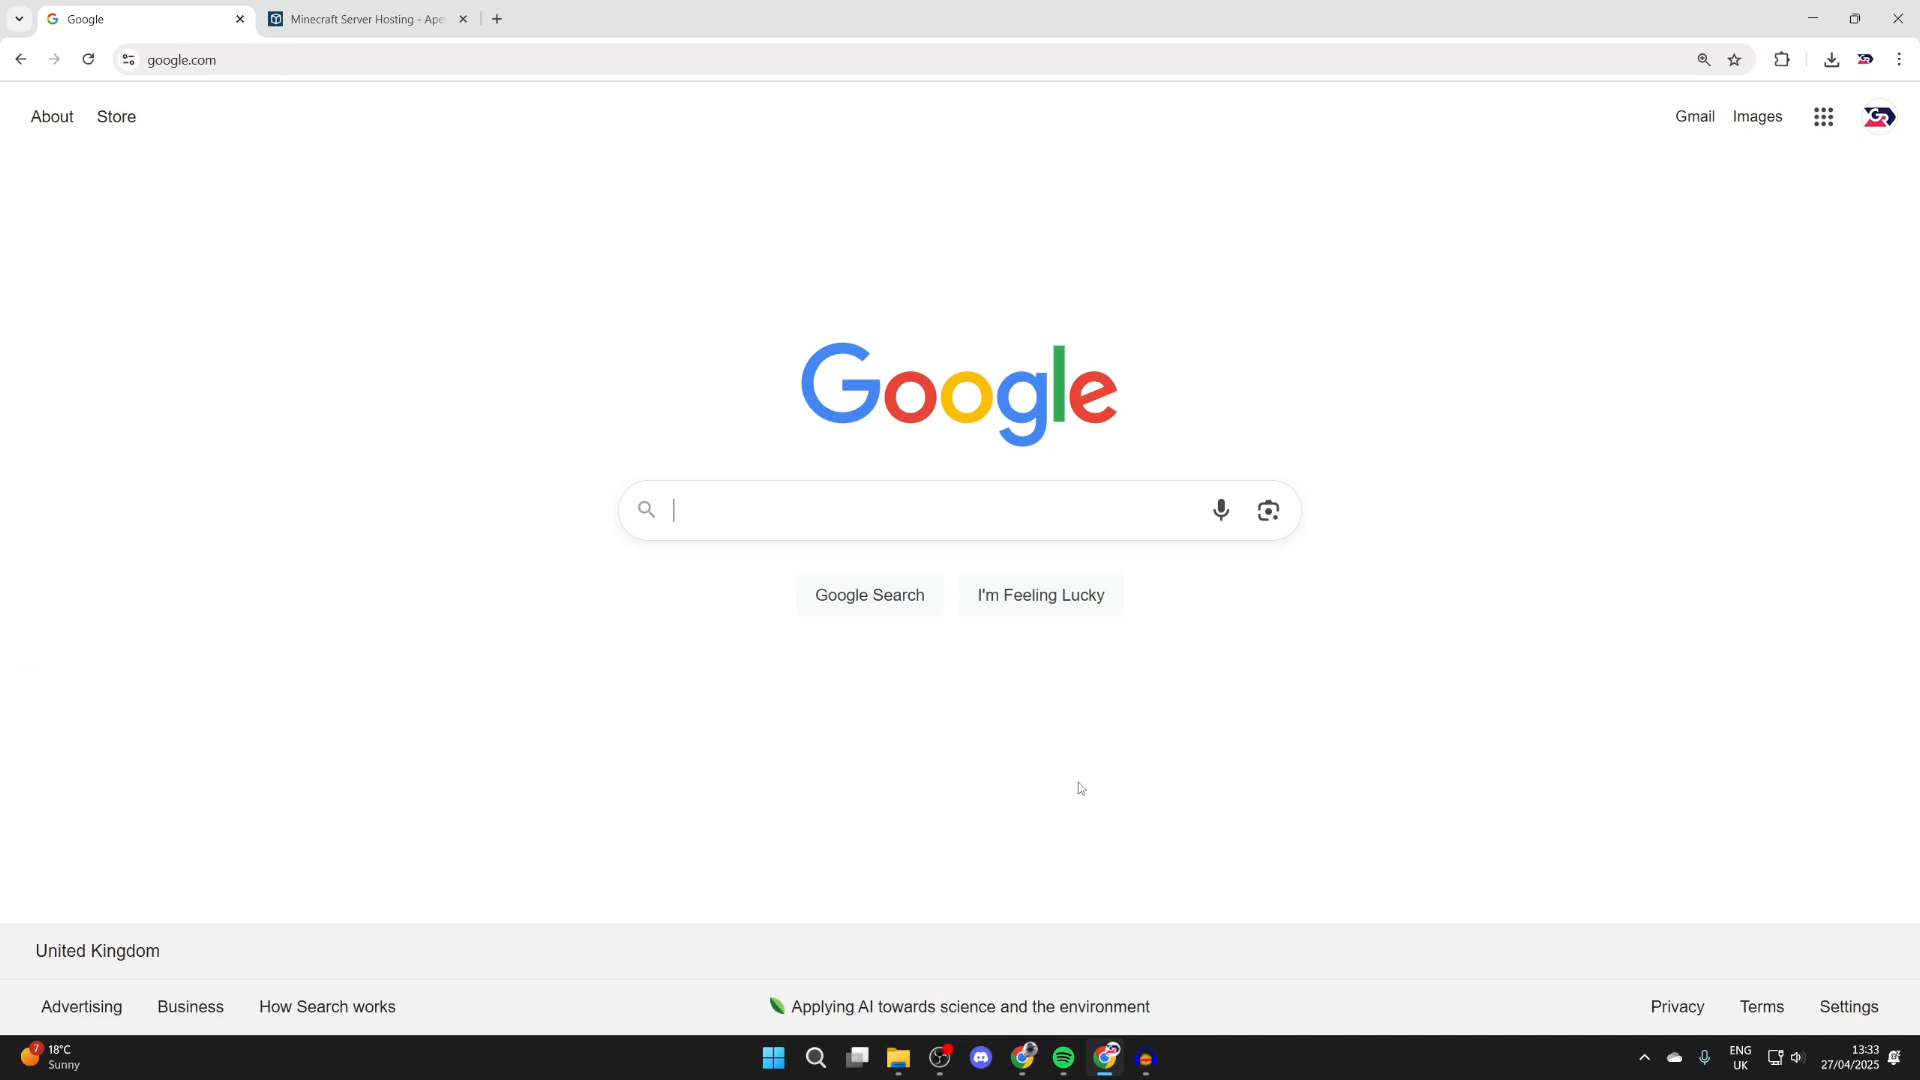 Google
Minecraft Server Hosting - Ape
google.com
About Store
Gmail Images
GR
Google
Google Search I'm Feeling Lucky
United Kingdom
Advertising Business How Search works
Applying AI towards science and the environment
Privacy Terms Settings
7 18°C
Sunny
ENG
UK
13:33
27/04/2025